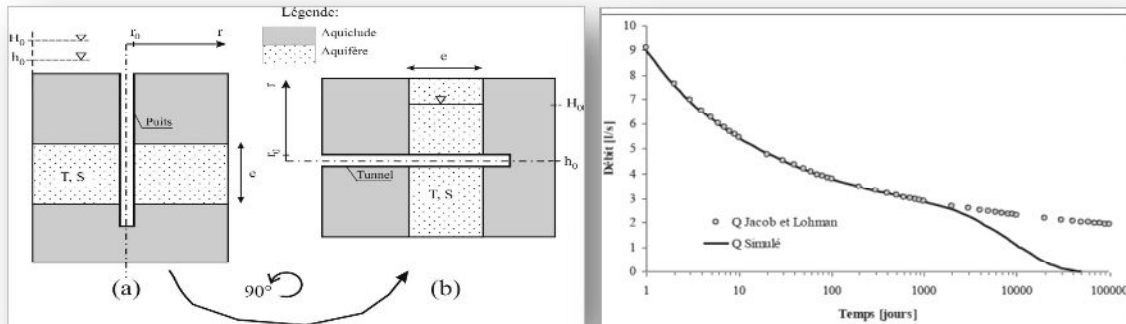 Légende:
Aquiclude
Aquifère
H₀
h₀
r₀
r
Puits
T, S
e
(a)
90°
e
r
r₀
H₀
h₀
Tunnel
T, S
(b)
10
9
8
7
6
5
4
3
2
1
0
Débit [l/s]
Q Jacob et Lohman
Q Simulé
1 10 100 1000 10000 100000
Temps [jours]